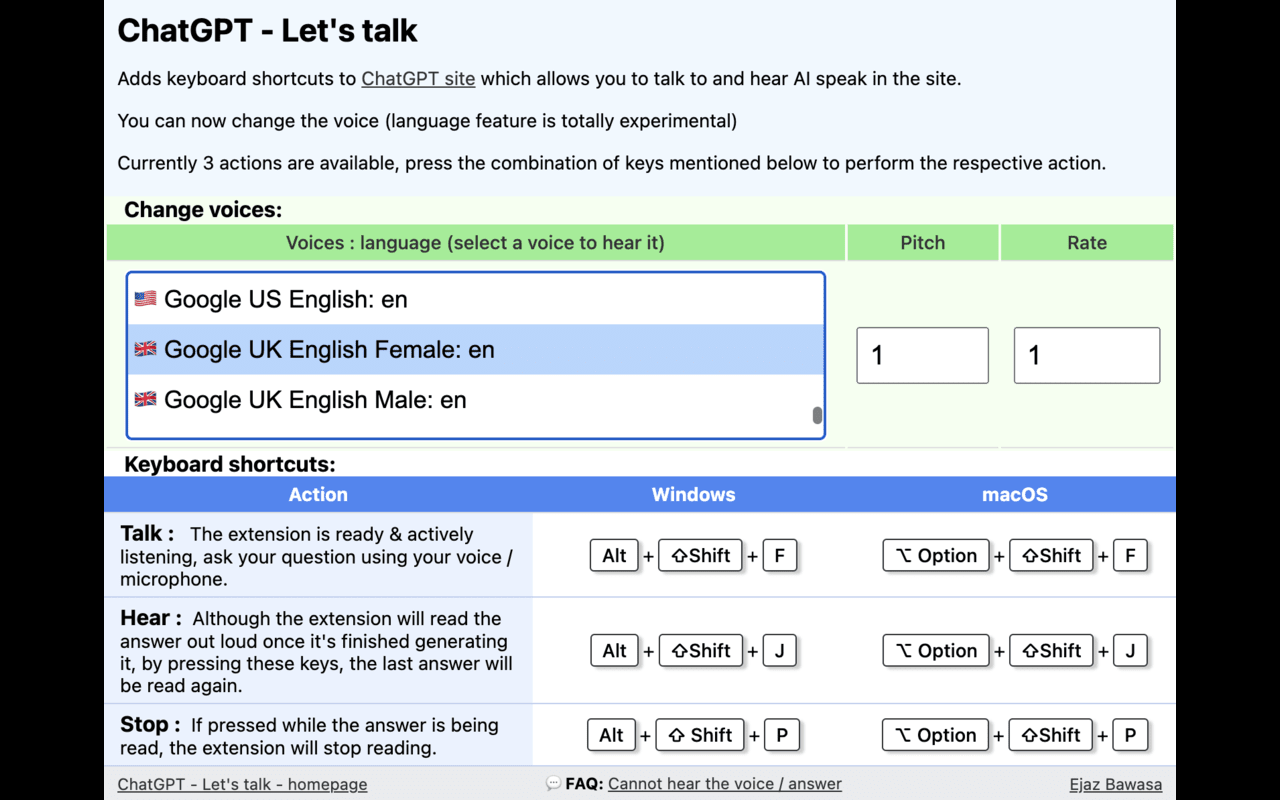 ChatGPT - Let's talk
Adds keyboard shortcuts to ChatGPT site which allows you to talk to and hear AI speak in the site.
You can now change the voice (language feature is totally experimental)
Currently 3 actions are available, press the combination of keys mentioned below to perform the respective action.
Change voices:
Voices : language (select a voice to hear it) Pitch Rate
🇺🇸 Google US English: en
🇬🇧 Google UK English Female: en 1 1
🇬🇧 Google UK English Male: en
Keyboard shortcuts:
Action Windows macOS
Talk : The extension is ready & actively
listening, ask your question using your voice /
microphone.
Alt + ⇧Shift + F ⌥ Option + ⇧Shift + F
Hear : Although the extension will read the
answer out loud once it's finished generating
it, by pressing these keys, the last answer will
be read again.
Alt + ⇧Shift + J ⌥ Option + ⇧Shift + J
Stop : If pressed while the answer is being
read, the extension will stop reading.
Alt + ⇧ Shift + P ⌥ Option + ⇧Shift + P
ChatGPT - Let's talk - homepage 💬 FAQ: Cannot hear the voice / answer Ejaz Bawasa